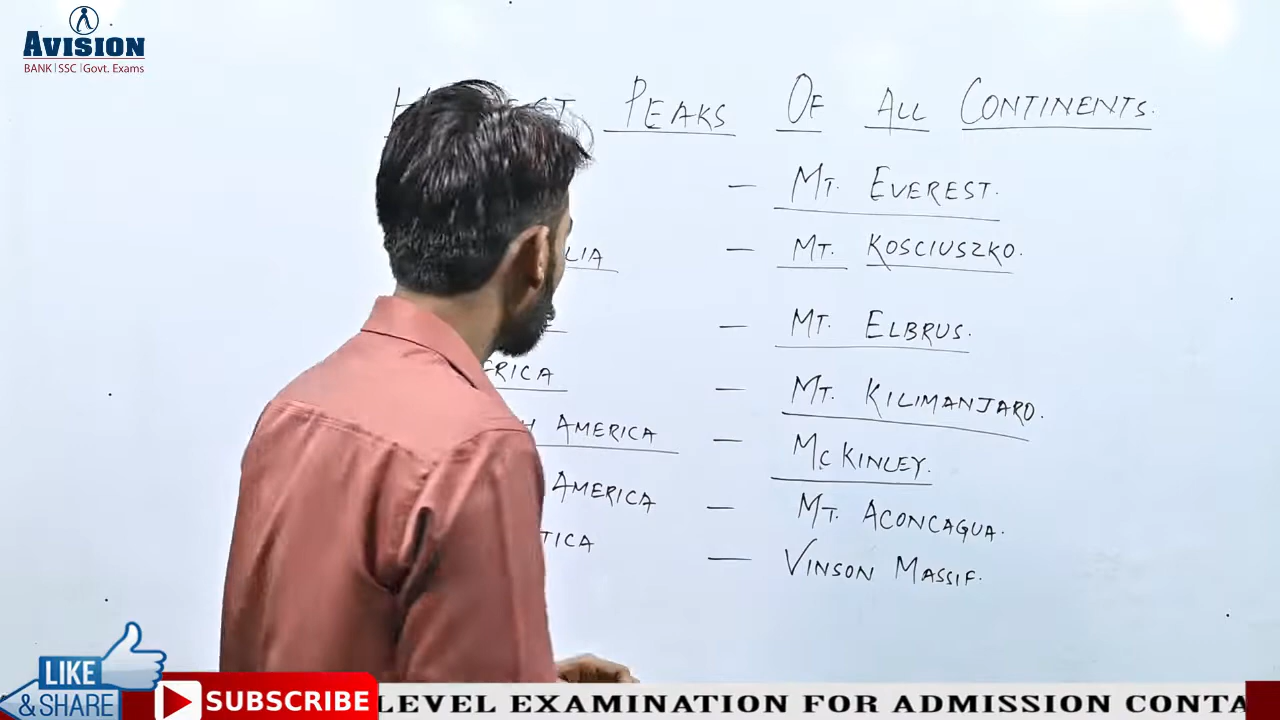 AVISION
BANK | SSC | Govt. Exams
PEAKS OF ALL CONTINENTS.
— MT. EVEREST.
LIA — MT. KOSCIUSZKO.
— MT. ELBRUS.
FRICA — MT. KILIMANJARO.
H AMERICA — MCKINLEY.
AMERICA — MT. ACONCAGUA.
TICA — VINSON MASSIF.
LIKE
& SHARE
SUBSCRIBE
LEVEL EXAMINATION FOR ADMISSION CONTA